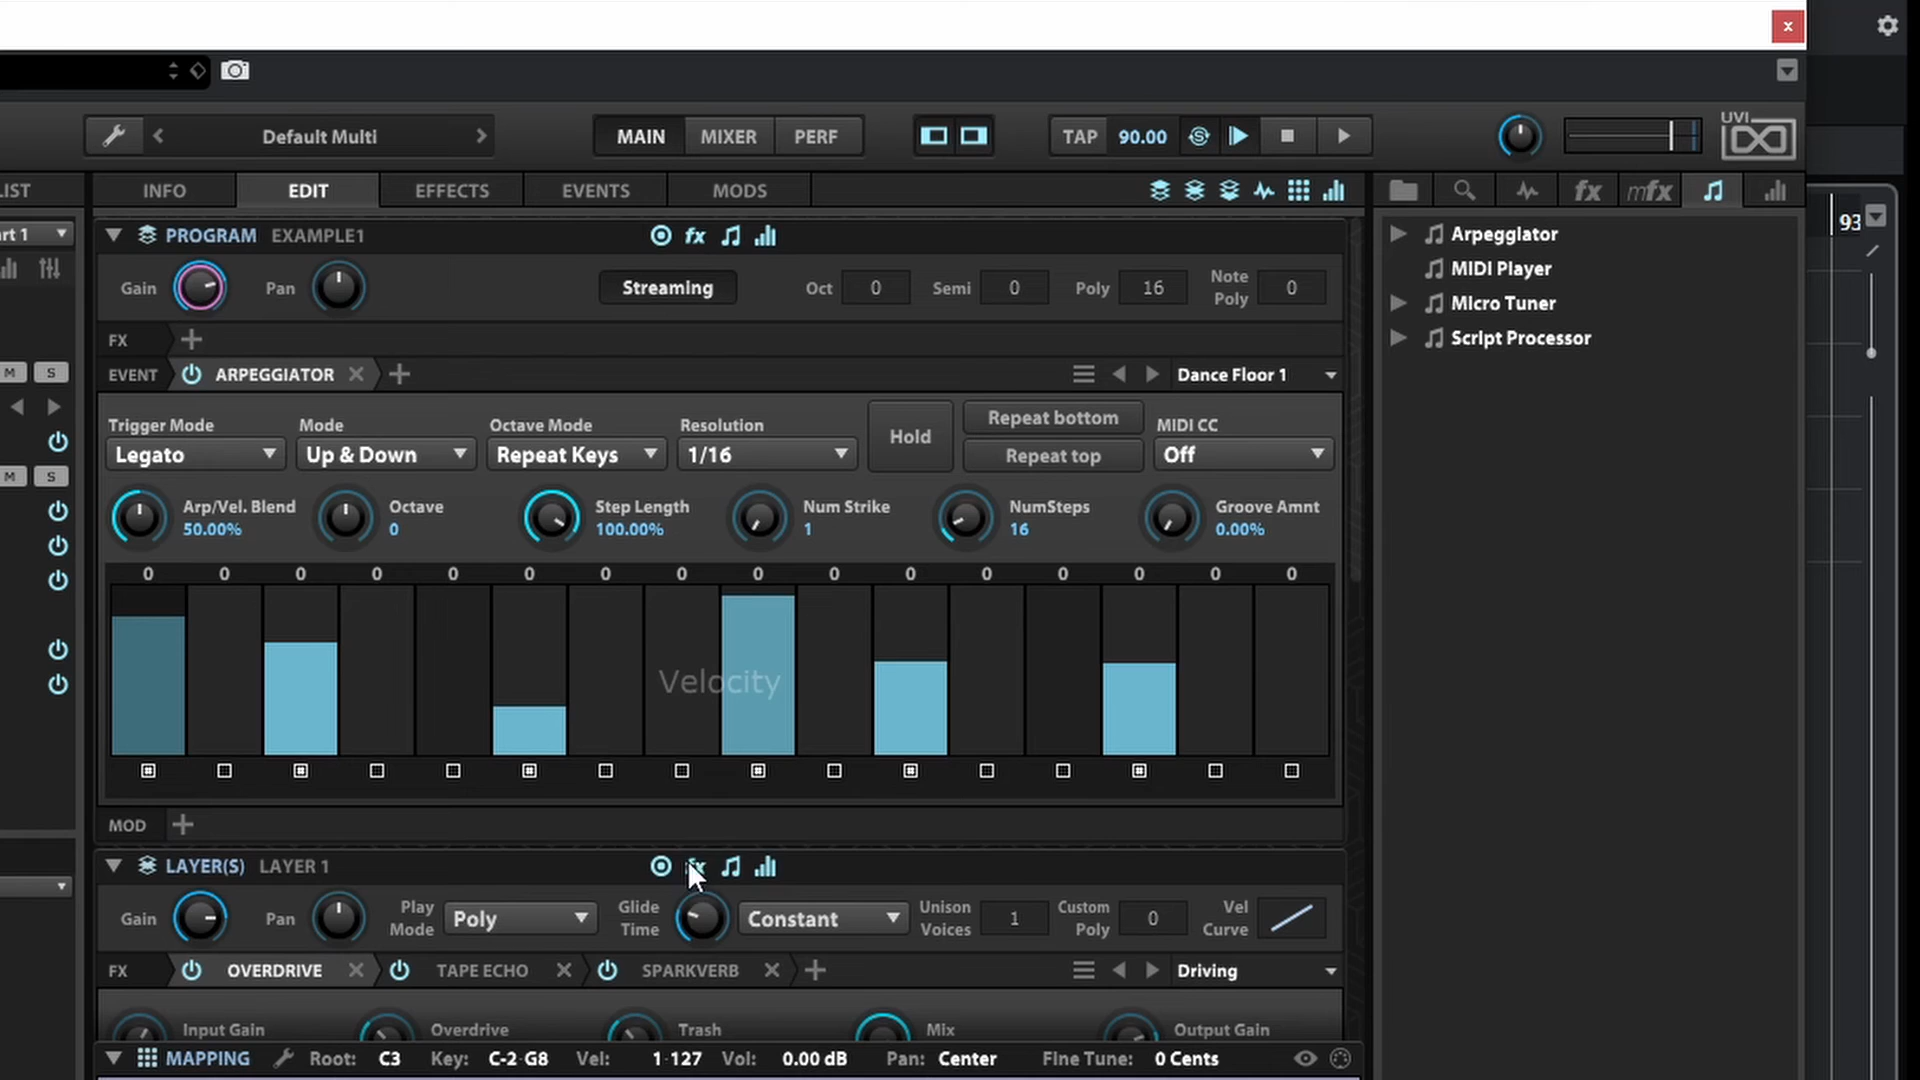 Default Multi
MAIN
MIXER
PERF
TAP
90.00
UVI
LIST
INFO
EDIT
EFFECTS
EVENTS
MODS
fx
mfx
PROGRAM EXAMPLE1
fx
93
Arpeggiator
MIDI Player
Micro Tuner
Script Processor
Gain
Pan
Streaming
Oct 0
Semi 0
Poly 16
Note
Poly 0
FX
M S
EVENT
ARPEGGIATOR
Dance Floor 1
Trigger Mode
Legato
Mode
Up & Down
Octave Mode
Repeat Keys
Resolution
1/16
Hold
Repeat bottom
Repeat top
MIDI CC
Off
M S
Arp/Vel. Blend
50.00%
Octave
0
Step Length
100.00%
Num Strike
1
NumSteps
16
Groove Amnt
0.00%
0 0 0 0 0 0 0 0 0 0 0 0 0 0 0 0
Velocity
MOD
LAYER(S) LAYER 1
Gain
Pan
Play
Mode
Poly
Glide
Time
Constant
Unison
Voices 1
Custom
Poly 0
Vel
Curve
FX
OVERDRIVE
TAPE ECHO
SPARKVERB
Driving
Input Gain
Overdrive
Trash
Mix
Output Gain
MAPPING
Root: C3
Key: C-2 G8
Vel: 1 127
Vol: 0.00 dB
Pan: Center
Fine Tune: 0 Cents